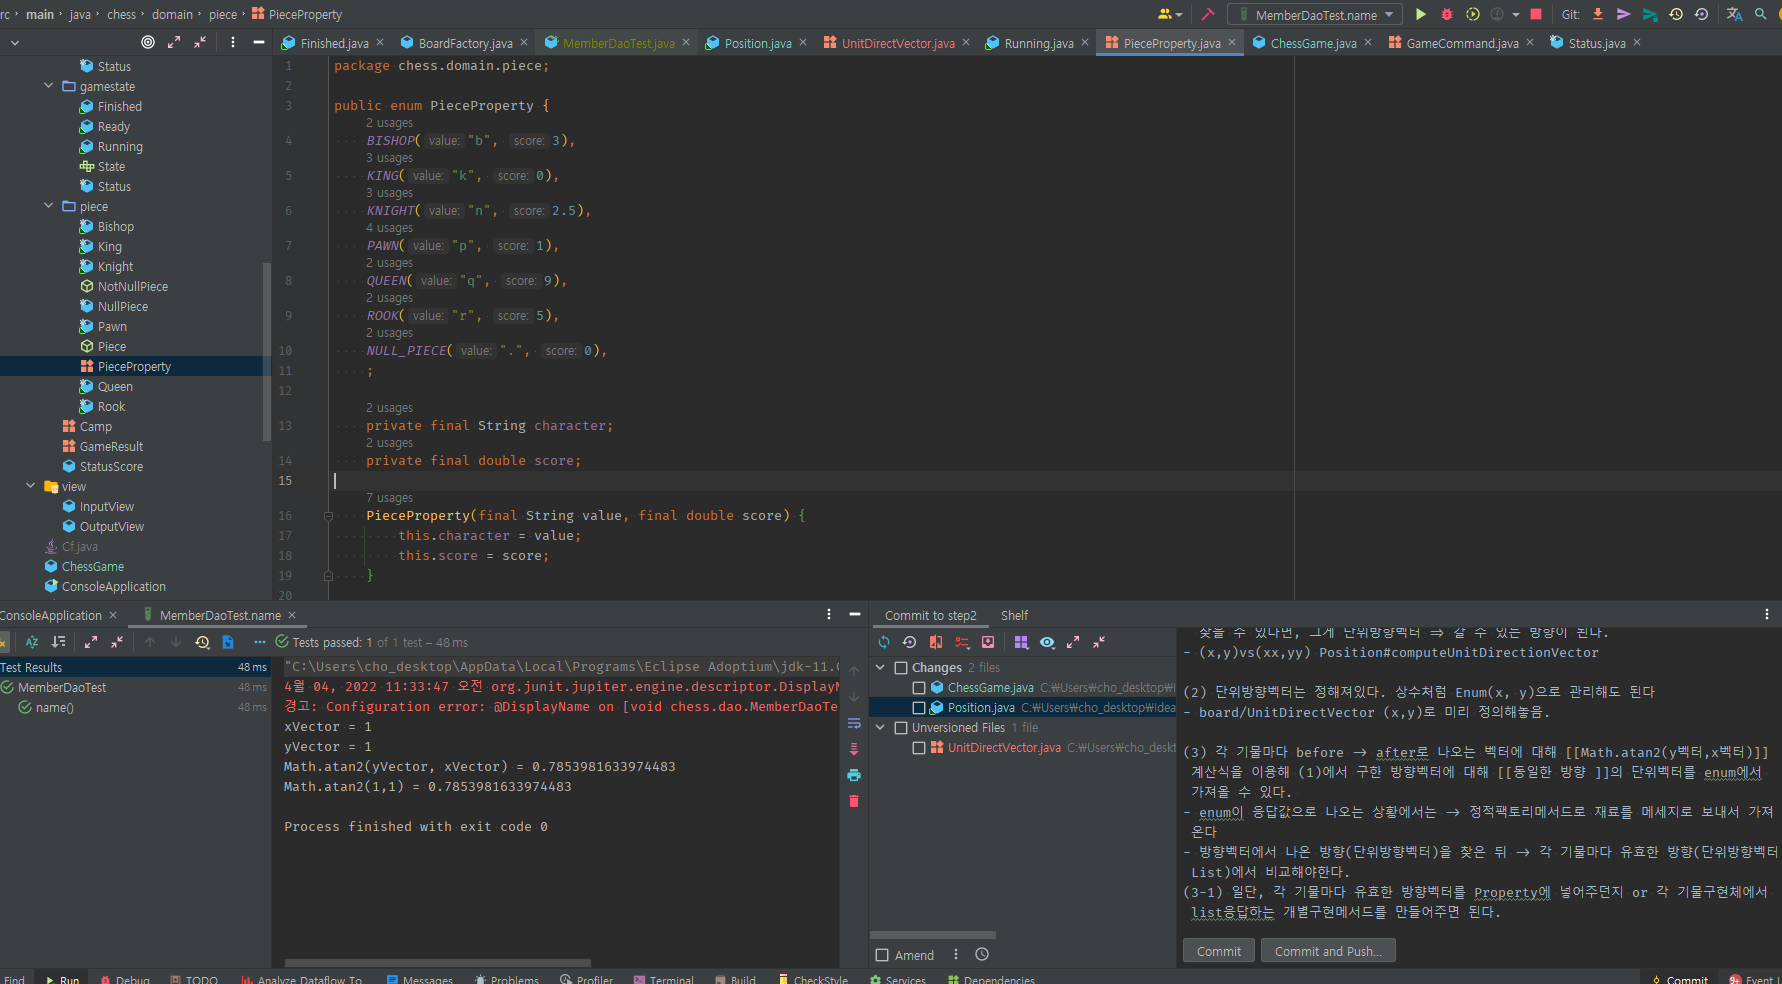 rc › main › java › chess › domain › piece › PieceProperty
MemberDaoTest.name
Git:
Finished.java
BoardFactory.java
MemberDaoTest.java
Position.java
UnitDirectVector.java
Running.java
PieceProperty.java
ChessGame.java
GameCommand.java
Status.java
Status
gamestate
Finished
Ready
Running
State
Status
piece
Bishop
King
Knight
NotNullPiece
NullPiece
Pawn
Piece
PieceProperty
Queen
Rook
Camp
GameResult
StatusScore
view
InputView
OutputView
Cf.java
ChessGame
ConsoleApplication
1 package chess.domain.piece;
2
3 public enum PieceProperty {
2 usages
4 BISHOP( value: "b", score: 3),
3 usages
5 KING( value: "k", score: 0),
3 usages
6 KNIGHT( value: "n", score: 2.5),
4 usages
7 PAWN( value: "p", score: 1),
2 usages
8 QUEEN( value: "q", score: 9),
2 usages
9 ROOK( value: "r", score: 5),
2 usages
10 NULL_PIECE( value: ".", score: 0),
11 ;
12
2 usages
13 private final String character;
2 usages
14 private final double score;
15
7 usages
16 PieceProperty(final String value, final double score) {
17 this.character = value;
18 this.score = score;
19 }
20
ConsoleApplication
MemberDaoTest.name
Tests passed: 1 of 1 test – 48 ms
Test Results 48 ms
MemberDaoTest 48 ms
name() 48 ms
"C:\Users\cho_desktop\AppData\Local\Programs\Eclipse Adoptium\jdk-11.0
4월 04, 2022 11:33:47 오전 org.junit.jupiter.engine.descriptor.DisplayN
경고: Configuration error: @DisplayName on [void chess.dao.MemberDaoTe
xVector = 1
yVector = 1
Math.atan2(yVector, xVector) = 0.7853981633974483
Math.atan2(1,1) = 0.7853981633974483
Process finished with exit code 0
Commit to step2
Shelf
Changes 2 files
ChessGame.java C:₩Users₩cho_desktop₩I
Position.java C:₩Users₩cho_desktop₩Idea
Unversioned Files 1 file
UnitDirectVector.java C:₩Users₩cho_deskt
Amend
찾을 수 있다면, 그게 단위방향벡터 => 갈 수 있는 방향이 된다.
- (x,y)vs(xx,yy) Position#computeUnitDirectionVector
(2) 단위방향벡터는 정해져있다. 상수처럼 Enum(x, y)으로 관리해도 된다
- board/UnitDirectVector (x,y)로 미리 정의해놓음.
(3) 각 기물마다 before -> after로 나오는 벡터에 대해 [[Math.atan2(y벡터,x벡터)]]
계산식을 이용해 (1)에서 구한 방향벡터에 대해 [[동일한 방향 ]]의 단위벡터를 enum에서
가져올 수 있다.
- enum이 응답값으로 나오는 상황에서는 -> 정적팩토리메서드로 재료를 메세지로 보내서 가져
온다
- 방향벡터에서 나온 방향(단위방향벡터)을 찾은 뒤 -> 각 기물마다 유효한 방향(단위방향벡터
List)에서 비교해야한다.
(3-1) 일단, 각 기물마다 유효한 방향벡터를 Property에 넣어주던지 or 각 기물구현체에서
list응답하는 개별구현메서드를 만들어주면 된다.
Commit
Commit and Push...
Find
Run
Debug
TODO
Analyze Dataflow To
Messages
Problems
Profiler
Terminal
Build
CheckStyle
Services
Dependencies
Commit
9+ Event L